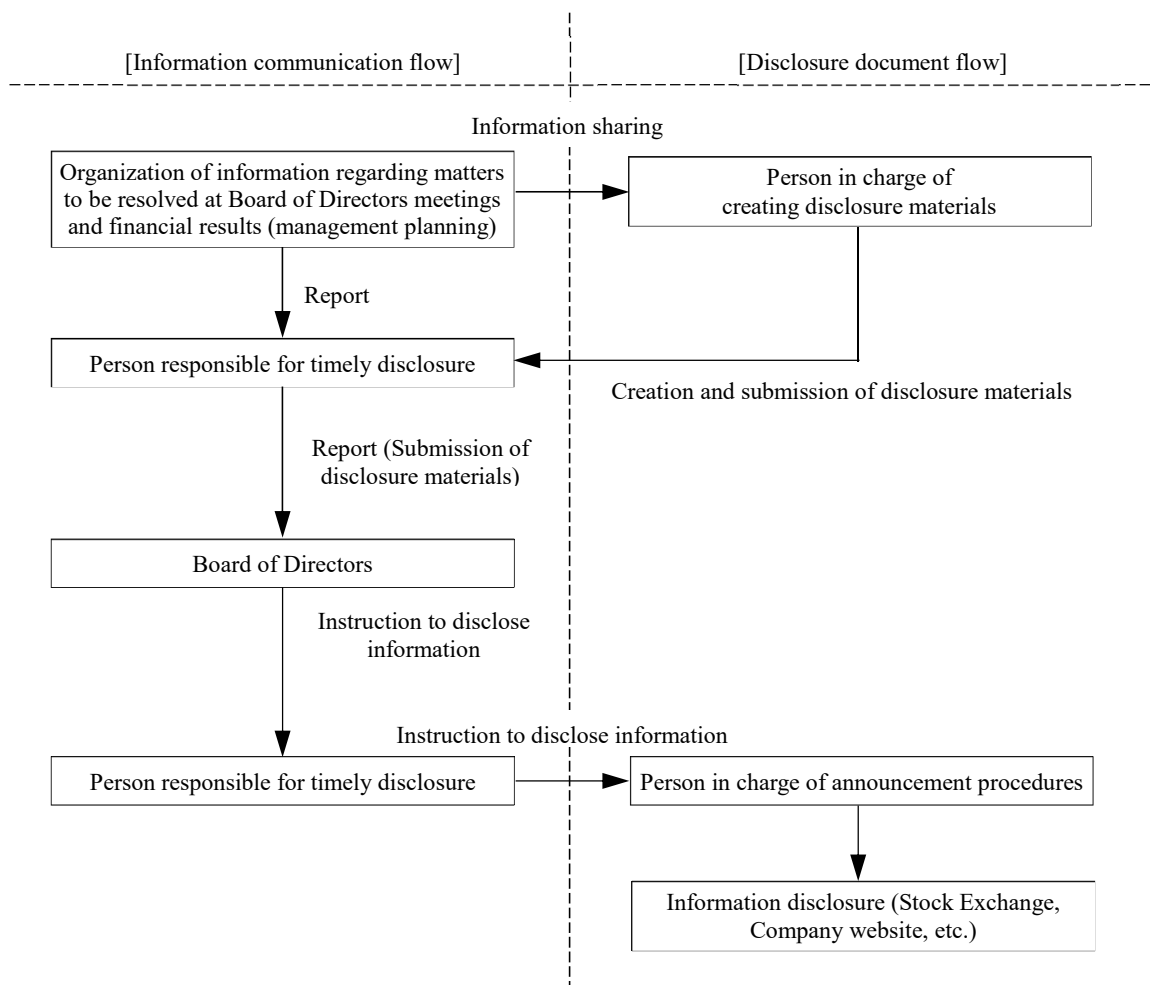 [Information communication flow]
[Disclosure document flow]
Information sharing
Organization of information regarding matters
to be resolved at Board of Directors meetings
and financial results (management planning)
Person in charge of
creating disclosure materials
Report
Person responsible for timely disclosure
Creation and submission of disclosure materials
Report (Submission of
disclosure materials)
Board of Directors
Instruction to disclose
information
Instruction to disclose information
Person responsible for timely disclosure
Person in charge of announcement procedures
Information disclosure (Stock Exchange,
Company website, etc.)